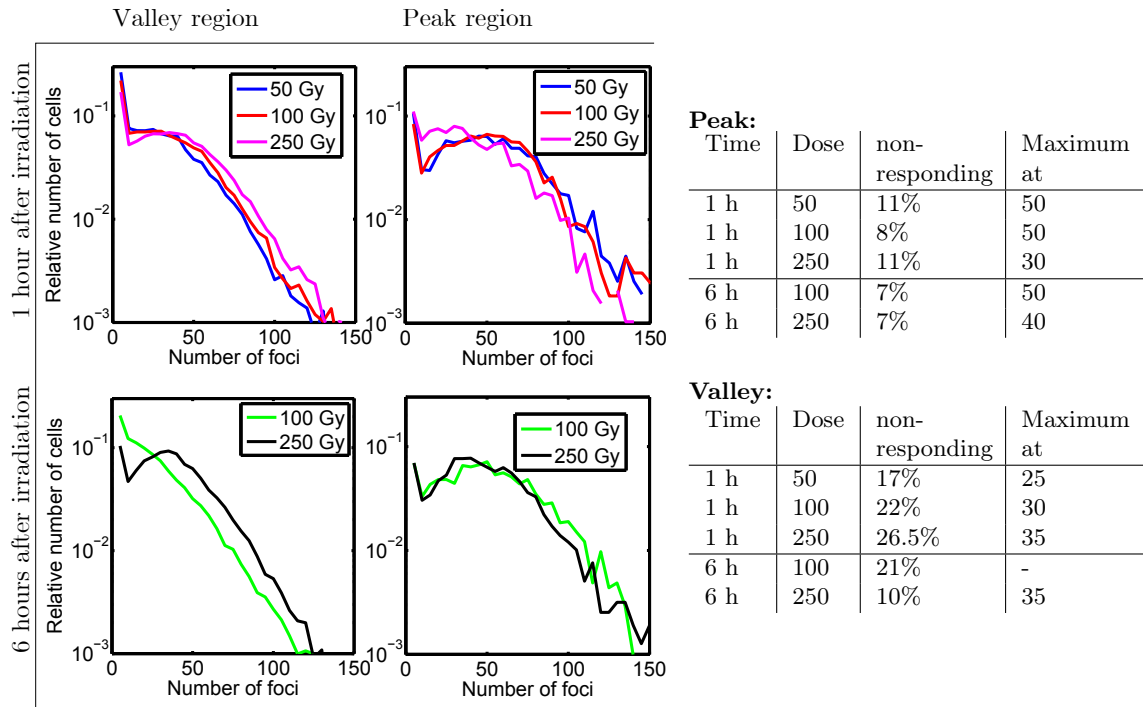 Valley region
Peak region
1 hour after irradiation
Relative number of cells
10^-1
10^-2
10^-3
0
50
100
150
Number of foci
50 Gy
100 Gy
250 Gy
10^-1
10^-2
10^-3
0
50
100
150
Number of foci
50 Gy
100 Gy
250 Gy
6 hours after irradiation
Relative number of cells
10^-1
10^-2
10^-3
0
50
100
150
Number of foci
100 Gy
250 Gy
10^-1
10^-2
10^-3
0
50
100
150
Number of foci
100 Gy
250 Gy
Peak:
Time Dose non-responding Maximum at
1 h 50 11% 50
1 h 100 8% 50
1 h 250 11% 30
6 h 100 7% 50
6 h 250 7% 40
Valley:
Time Dose non-responding Maximum at
1 h 50 17% 25
1 h 100 22% 30
1 h 250 26.5% 35
6 h 100 21% -
6 h 250 10% 35